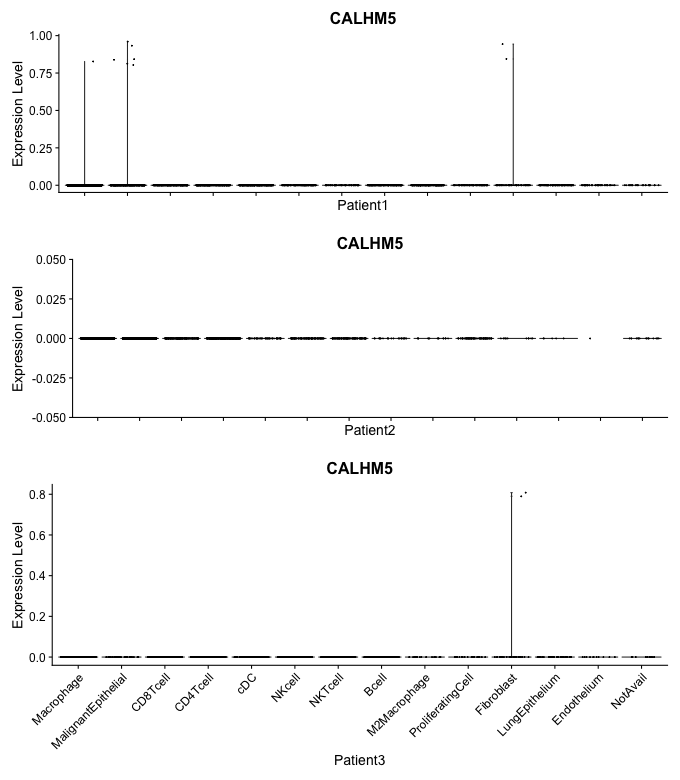 CALHM5
1.00
0.75
0.50
0.25
0.00
Expression Level
Patient1
CALHM5
0.050
0.025
0.000
-0.025
-0.050
Expression Level
Patient2
CALHM5
0.8
0.6
0.4
0.2
0.0
Expression Level
Macrophage
MalignantEpithelial
CD8Tcell
CD4Tcell
cDC
NKcell
NKTcell
Bcell
M2Macrophage
ProliferatingCell
Fibroblast
LungEpithelium
Endothelium
NotAvail
Patient3